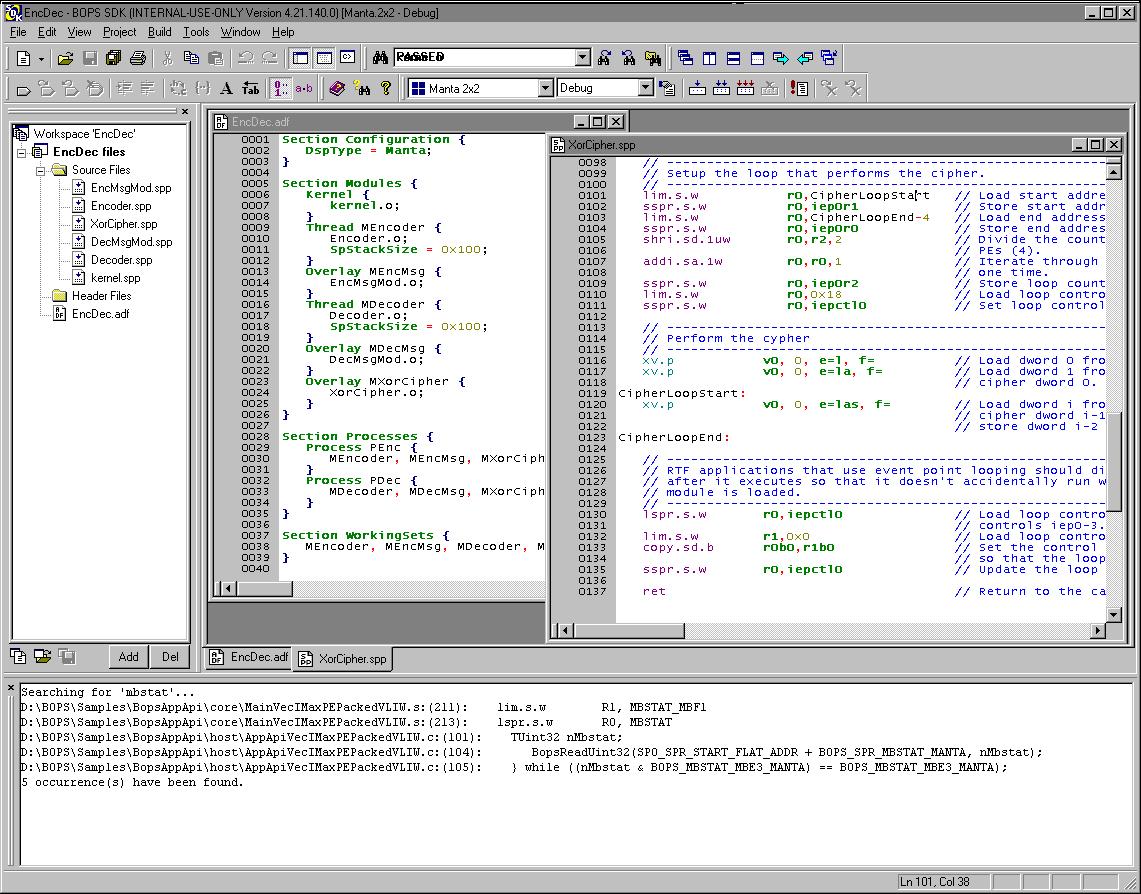 EncDec - BOPS SDK (INTERNAL-USE-ONLY Version 4.21.140.0) [Manta.2x2 - Debug]
File Edit View Project Build Tools Window Help
PASSED
Manta 2x2 Debug
Workspace 'EncDec'
EncDec files
Source Files
EncMsgMod.spp
Encoder.spp
XorCipher.spp
DecMsgMod.spp
Decoder.spp
kernel.spp
Header Files
EncDec.adf
Add Del
EncDec.adf
0001 Section Configuration {
0002 DspType = Manta;
0003 }
0004
0005 Section Modules {
0006 Kernel {
0007 kernel.o;
0008 }
0009 Thread MEncoder {
0010 Encoder.o;
0011 SpStackSize = 0x100;
0012 }
0013 Overlay MEncMsg {
0014 EncMsgMod.o;
0015 }
0016 Thread MDecoder {
0017 Decoder.o;
0018 SpStackSize = 0x100;
0019 }
0020 Overlay MDecMsg {
0021 DecMsgMod.o;
0022 }
0023 Overlay MXorCipher {
0024 XorCipher.o;
0025 }
0026 }
0027
0028 Section Processes {
0029 Process PEnc {
0030 MEncoder, MEncMsg, MXorCiph
0031 }
0032 Process PDec {
0033 MDecoder, MDecMsg, MXorCiph
0034 }
0035 }
0036
0037 Section WorkingSets {
0038 MEncoder, MEncMsg, MDecoder, M
0039 }
0040
XorCipher.spp
0098 // --------------------------------------------------------
0099 // Setup the loop that performs the cipher.
0100 // --------------------------------------------------------
0101 lim.s.w r0,CipherLoopStart // Load start addre
0102 sspr.s.w r0,iep0r1 // Store start addre
0103 lim.s.w r0,CipherLoopEnd-4 // Load end address
0104 sspr.s.w r0,iep0r0 // Store end address
0105 shri.sd.1uw r0,r2,2 // Divide the count
0106 // PEs (4).
0107 addi.sa.1w r0,r0,1 // Iterate through
0108 // one time.
0109 sspr.s.w r0,iep0r2 // Store loop count
0110 lim.s.w r0,0x18 // Load loop contro
0111 sspr.s.w r0,iepctl0 // Set loop control
0112
0113 // --------------------------------------------------------
0114 // Perform the cypher
0115 // --------------------------------------------------------
0116 xv.p v0, 0, e=l, f= // Load dword 0 fro
0117 xv.p v0, 0, e=la, f= // Load dword 1 fro
0118 // cipher dword 0.
0119 CipherLoopStart:
0120 xv.p v0, 0, e=las, f= // Load dword i fro
0121 // cipher dword i-1
0122 // store dword i-2
0123 CipherLoopEnd:
0124
0125 // --------------------------------------------------------
0126 // RTF applications that use event point looping should di
0127 // after it executes so that it doesn't accidentally run w
0128 // module is loaded.
0129 // --------------------------------------------------------
0130 lspr.s.w r0,iepctl0 // Load loop contro
0131 // controls iep0-3.
0132 lim.s.w r1,0x0 // Load loop contro
0133 copy.sd.b r0b0,r1b0 // Set the control
0134 // so that the loop
0135 sspr.s.w r0,iepctl0 // Update the loop
0136
0137 ret // Return to the ca
EncDec.adf XorCipher.spp
Searching for 'mbstat'...
D:\BOPS\Samples\BopsAppApi\core\MainVecIMaxPEPackedVLIW.s:(211): lim.s.w R1, MBSTAT_MBF1
D:\BOPS\Samples\BopsAppApi\core\MainVecIMaxPEPackedVLIW.s:(213): lspr.s.w R0, MBSTAT
D:\BOPS\Samples\BopsAppApi\host\AppApiVecIMaxPEPackedVLIW.c:(101): TUint32 nMbstat;
D:\BOPS\Samples\BopsAppApi\host\AppApiVecIMaxPEPackedVLIW.c:(104): BopsReadUint32(SP0_SPR_START_FLAT_ADDR + BOPS_SPR_MBSTAT_MANTA, nMbstat);
D:\BOPS\Samples\BopsAppApi\host\AppApiVecIMaxPEPackedVLIW.c:(105): } while ((nMbstat & BOPS_MBSTAT_MBE3_MANTA) == BOPS_MBSTAT_MBE3_MANTA);
5 occurrence(s) have been found.
Ln 101, Col 38